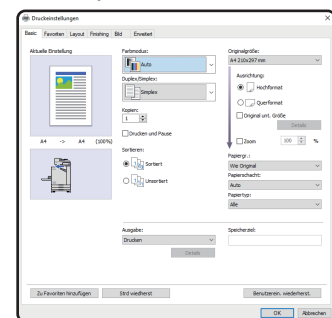 Druckeinstellungen
Basic Favoriten Layout Finishing Bild Erweitert
Aktuelle Einstellung
A4 -> A4 (100%)
Farbmodus:
Auto
Duplex/Simplex:
Simplex
Kopien:
1
Drucken und Pause
Sortieren:
Sortiert
Unsortiert
Ausgabe:
Drucken
Details
Originalgröße:
A4 210x297 mm
Ausrichtung:
Hochformat
Querformat
Original unt. Größe
Details
Zoom 100 %
Papiergr.:
Wie Original
Papierschacht:
Auto
Papiertyp:
Alle
Speicherziel:
Zu Favoriten hinzufügen Strd wiedherst Benutzerein. wiederherst.
OK Abbrechen